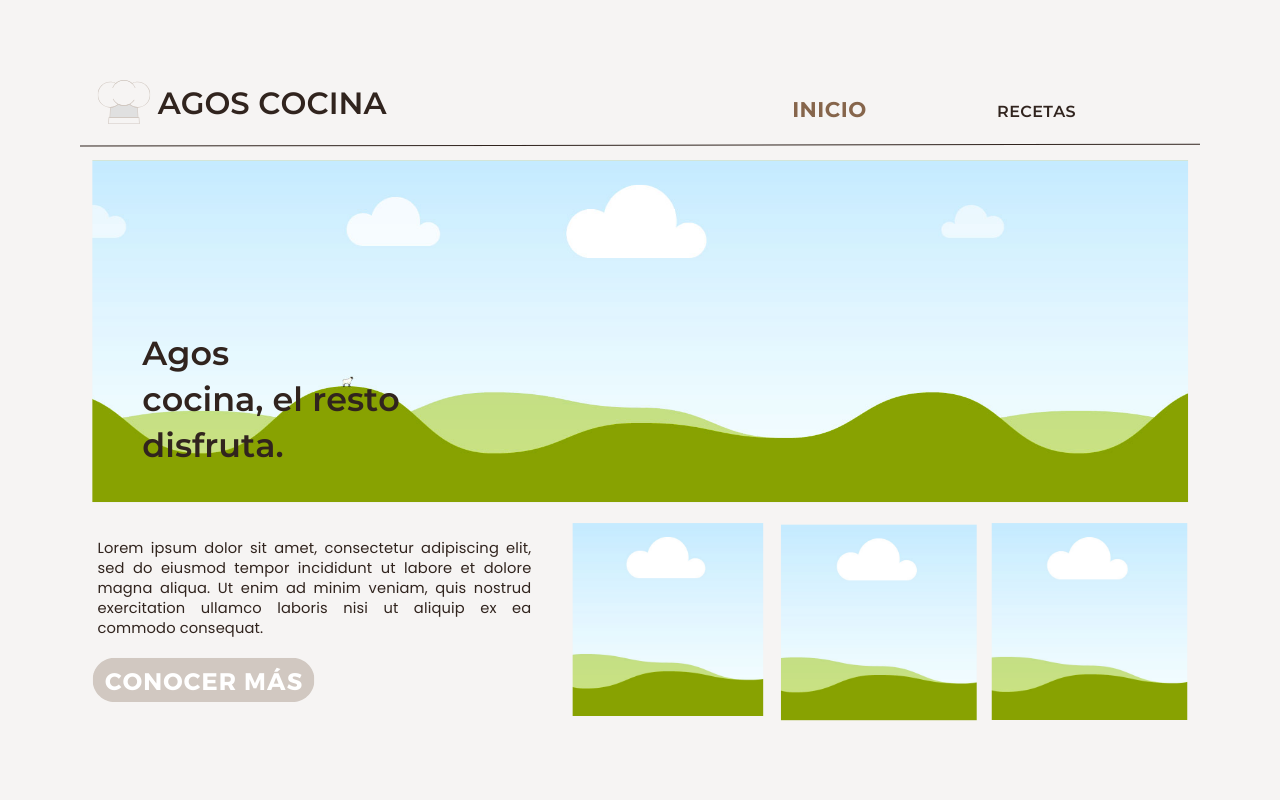 AGOS COCINA
INICIO
RECETAS
Agos
cocina, el resto
disfruta.
Lorem ipsum dolor sit amet, consectetur adipiscing elit,
sed do eiusmod tempor incididunt ut labore et dolore
magna aliqua. Ut enim ad minim veniam, quis nostrud
exercitation ullamco laboris nisi ut aliquip ex ea
commodo consequat.
CONOCER MÁS